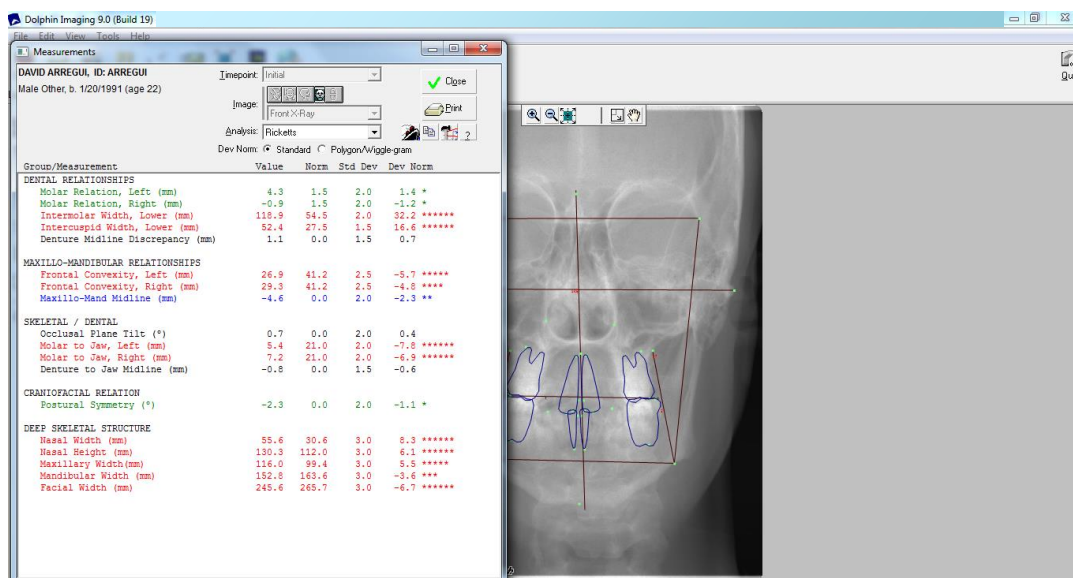 Dolphin Imaging 9.0 (Build 19)
File Edit View Tools Help
Measurements
DAVID ARREGUI, ID: ARREGUI
Male Other, b. 1/20/1991 (age 22)
Timepoint: Initial
Image:
Front X-Ray
Analysis: Ricketts
Dev Norm: Standard Polygon/Wiggle-gram
Close
Print
?
Qu
Group/Measurement Value Norm Std Dev Dev Norm
DENTAL RELATIONSHIPS
Molar Relation, Left (mm) 4.3 1.5 2.0 1.4 *
Molar Relation, Right (mm) -0.9 1.5 2.0 -1.2 *
Intermolar Width, Lower (mm) 118.9 54.5 2.0 32.2 ******
Intercuspid Width, Lower (mm) 52.4 27.5 1.5 16.6 ******
Denture Midline Discrepancy (mm) 1.1 0.0 1.5 0.7
MAXILLO-MANDIBULAR RELATIONSHIPS
Frontal Convexity, Left (mm) 26.9 41.2 2.5 -5.7 *****
Frontal Convexity, Right (mm) 29.3 41.2 2.5 -4.8 ****
Maxillo-Mand Midline (mm) -4.6 0.0 2.0 -2.3 **
SKELETAL / DENTAL
Occlusal Plane Tilt (°) 0.7 0.0 2.0 0.4
Molar to Jaw, Left (mm) 5.4 21.0 2.0 -7.8 ******
Molar to Jaw, Right (mm) 7.2 21.0 2.0 -6.9 ******
Denture to Jaw Midline (mm) -0.8 0.0 1.5 -0.6
CRANIOFACIAL RELATION
Postural Symmetry (°) -2.3 0.0 2.0 -1.1 *
DEEP SKELETAL STRUCTURE
Nasal Width (mm) 55.6 30.6 3.0 8.3 ******
Nasal Height (mm) 130.3 112.0 3.0 6.1 ******
Maxillary Width(mm) 116.0 99.4 3.0 5.5 *****
Mandibular Width (mm) 152.8 163.6 3.0 -3.6 ***
Facial Width (mm) 245.6 265.7 3.0 -6.7 ******